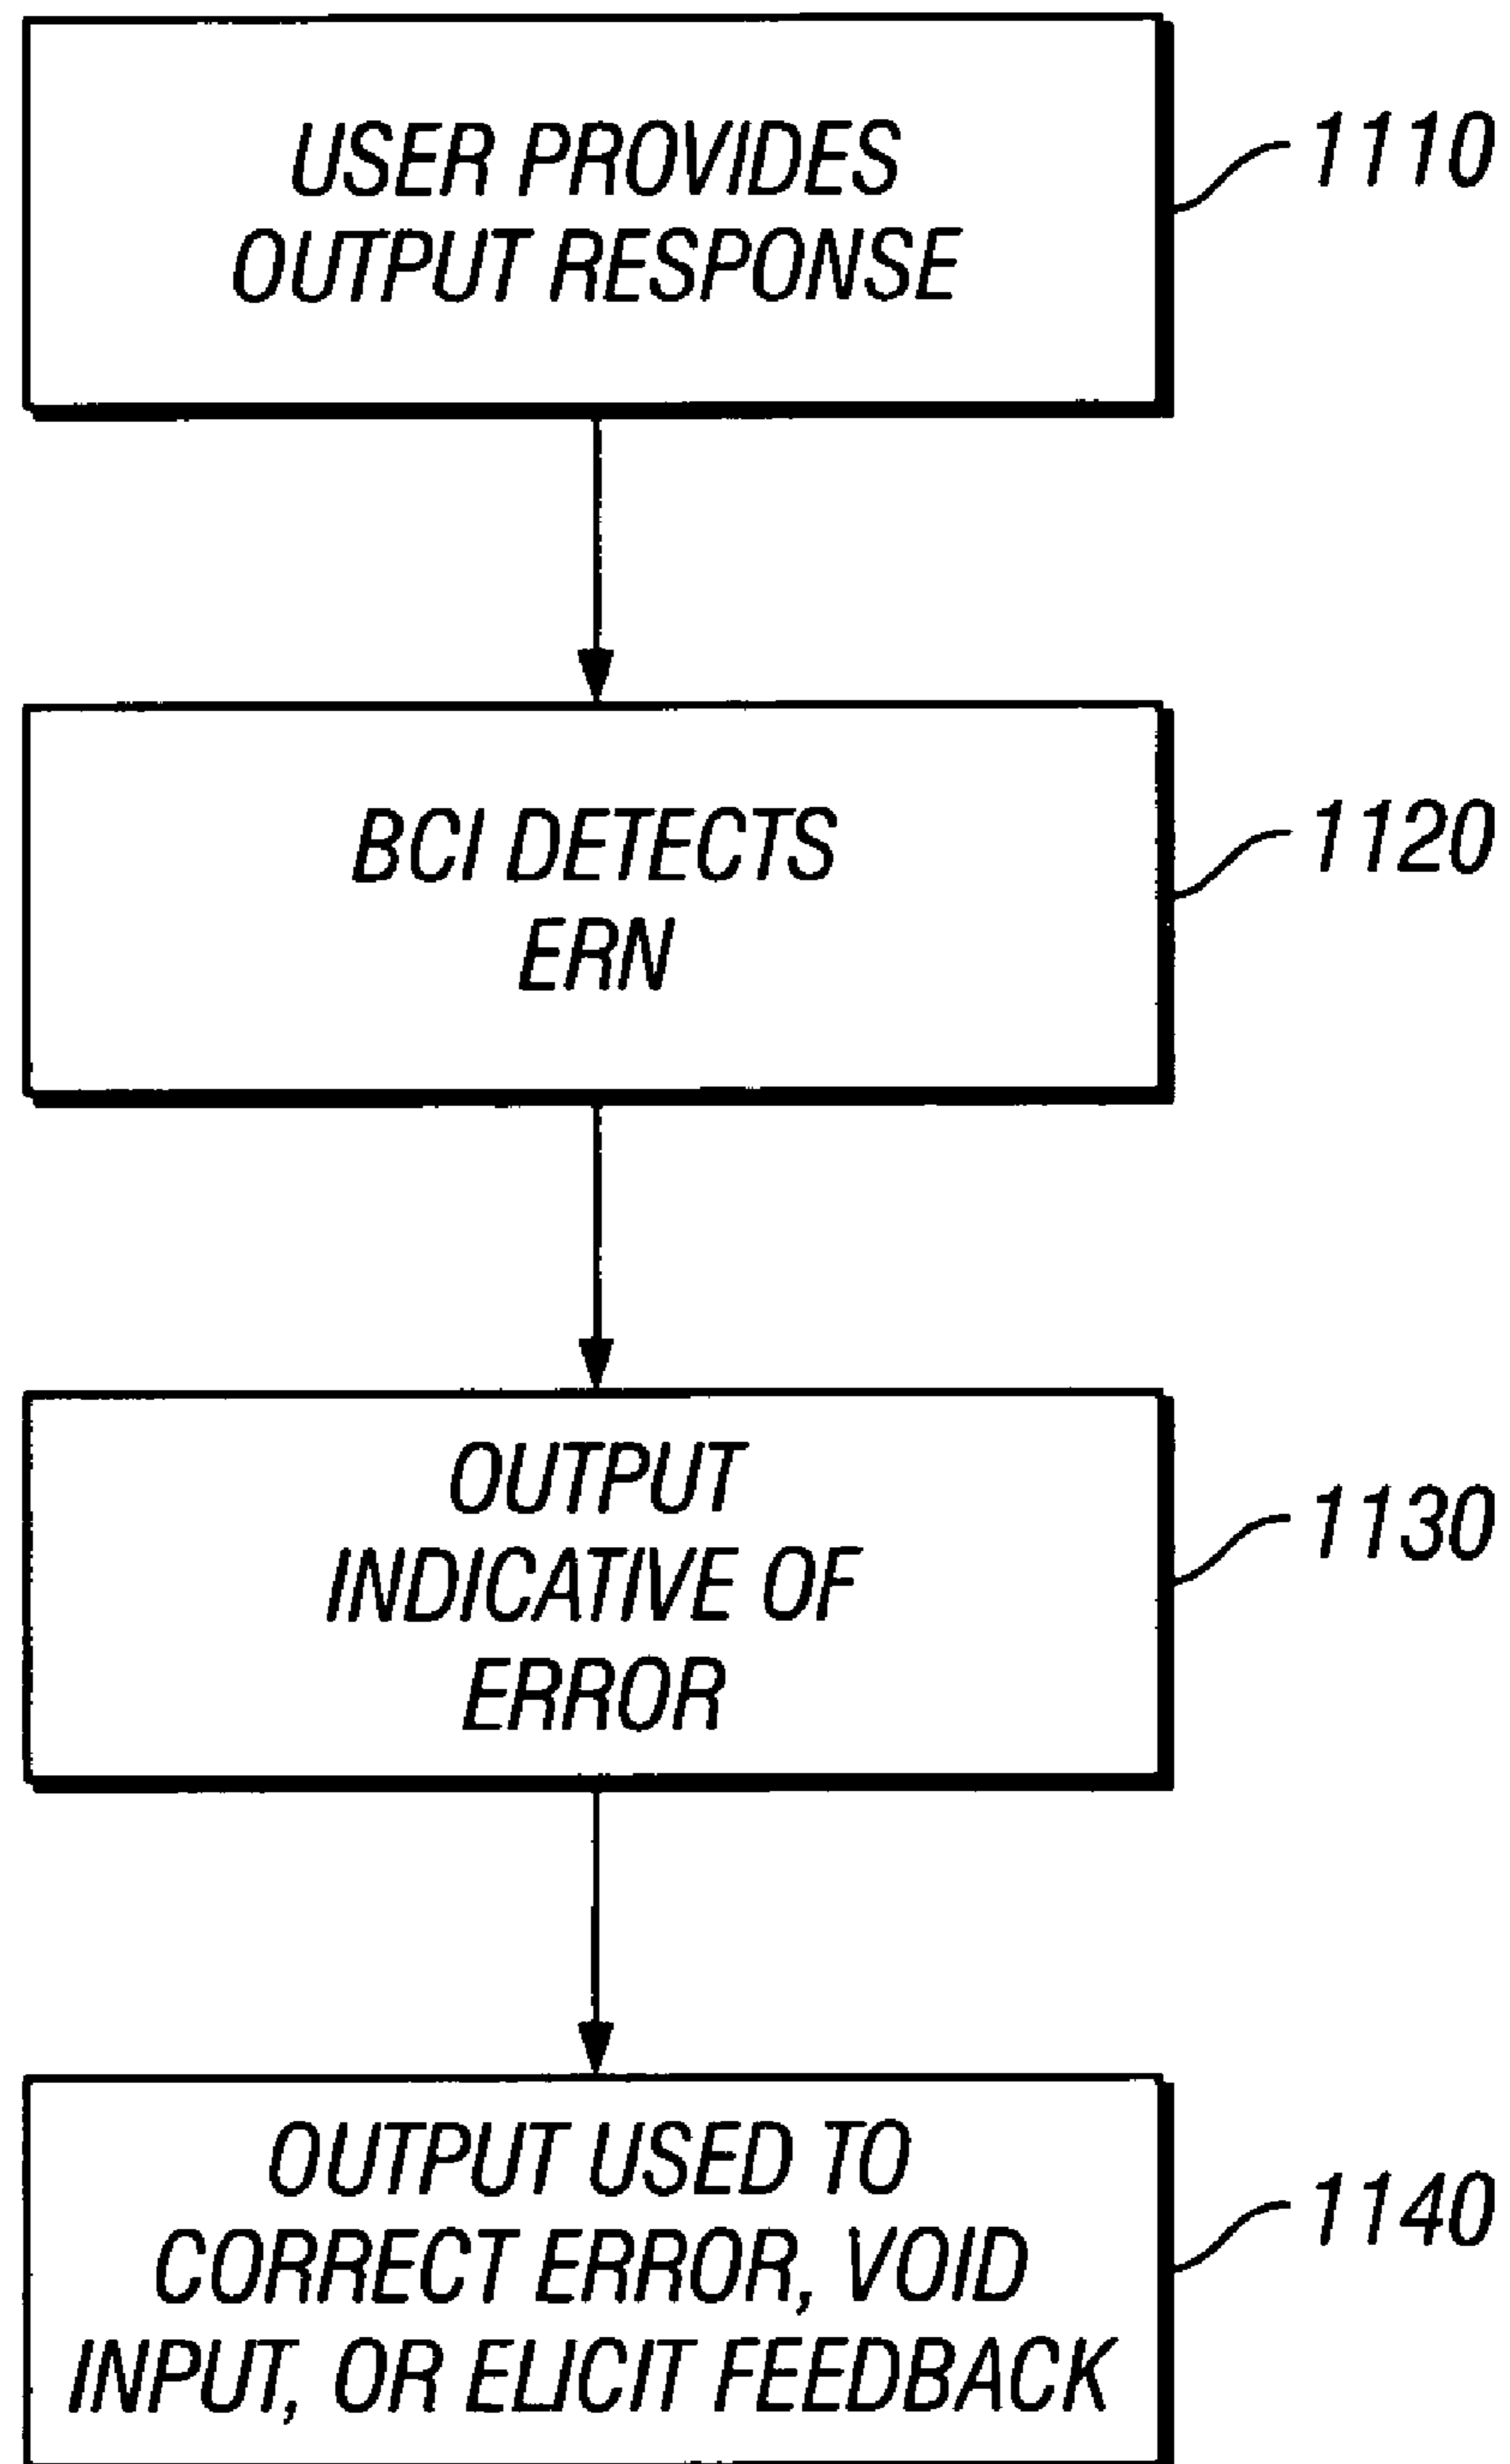 USER PROVIDES
OUTPUT RESPONSE
1110
BCI DETECTS
ERN
1120
OUTPUT
INDICATIVE OF
ERROR
1130
OUTPUT USED TO
CORRECT ERROR, VOID
INPUT, OR ELICIT FEEDBACK
1140